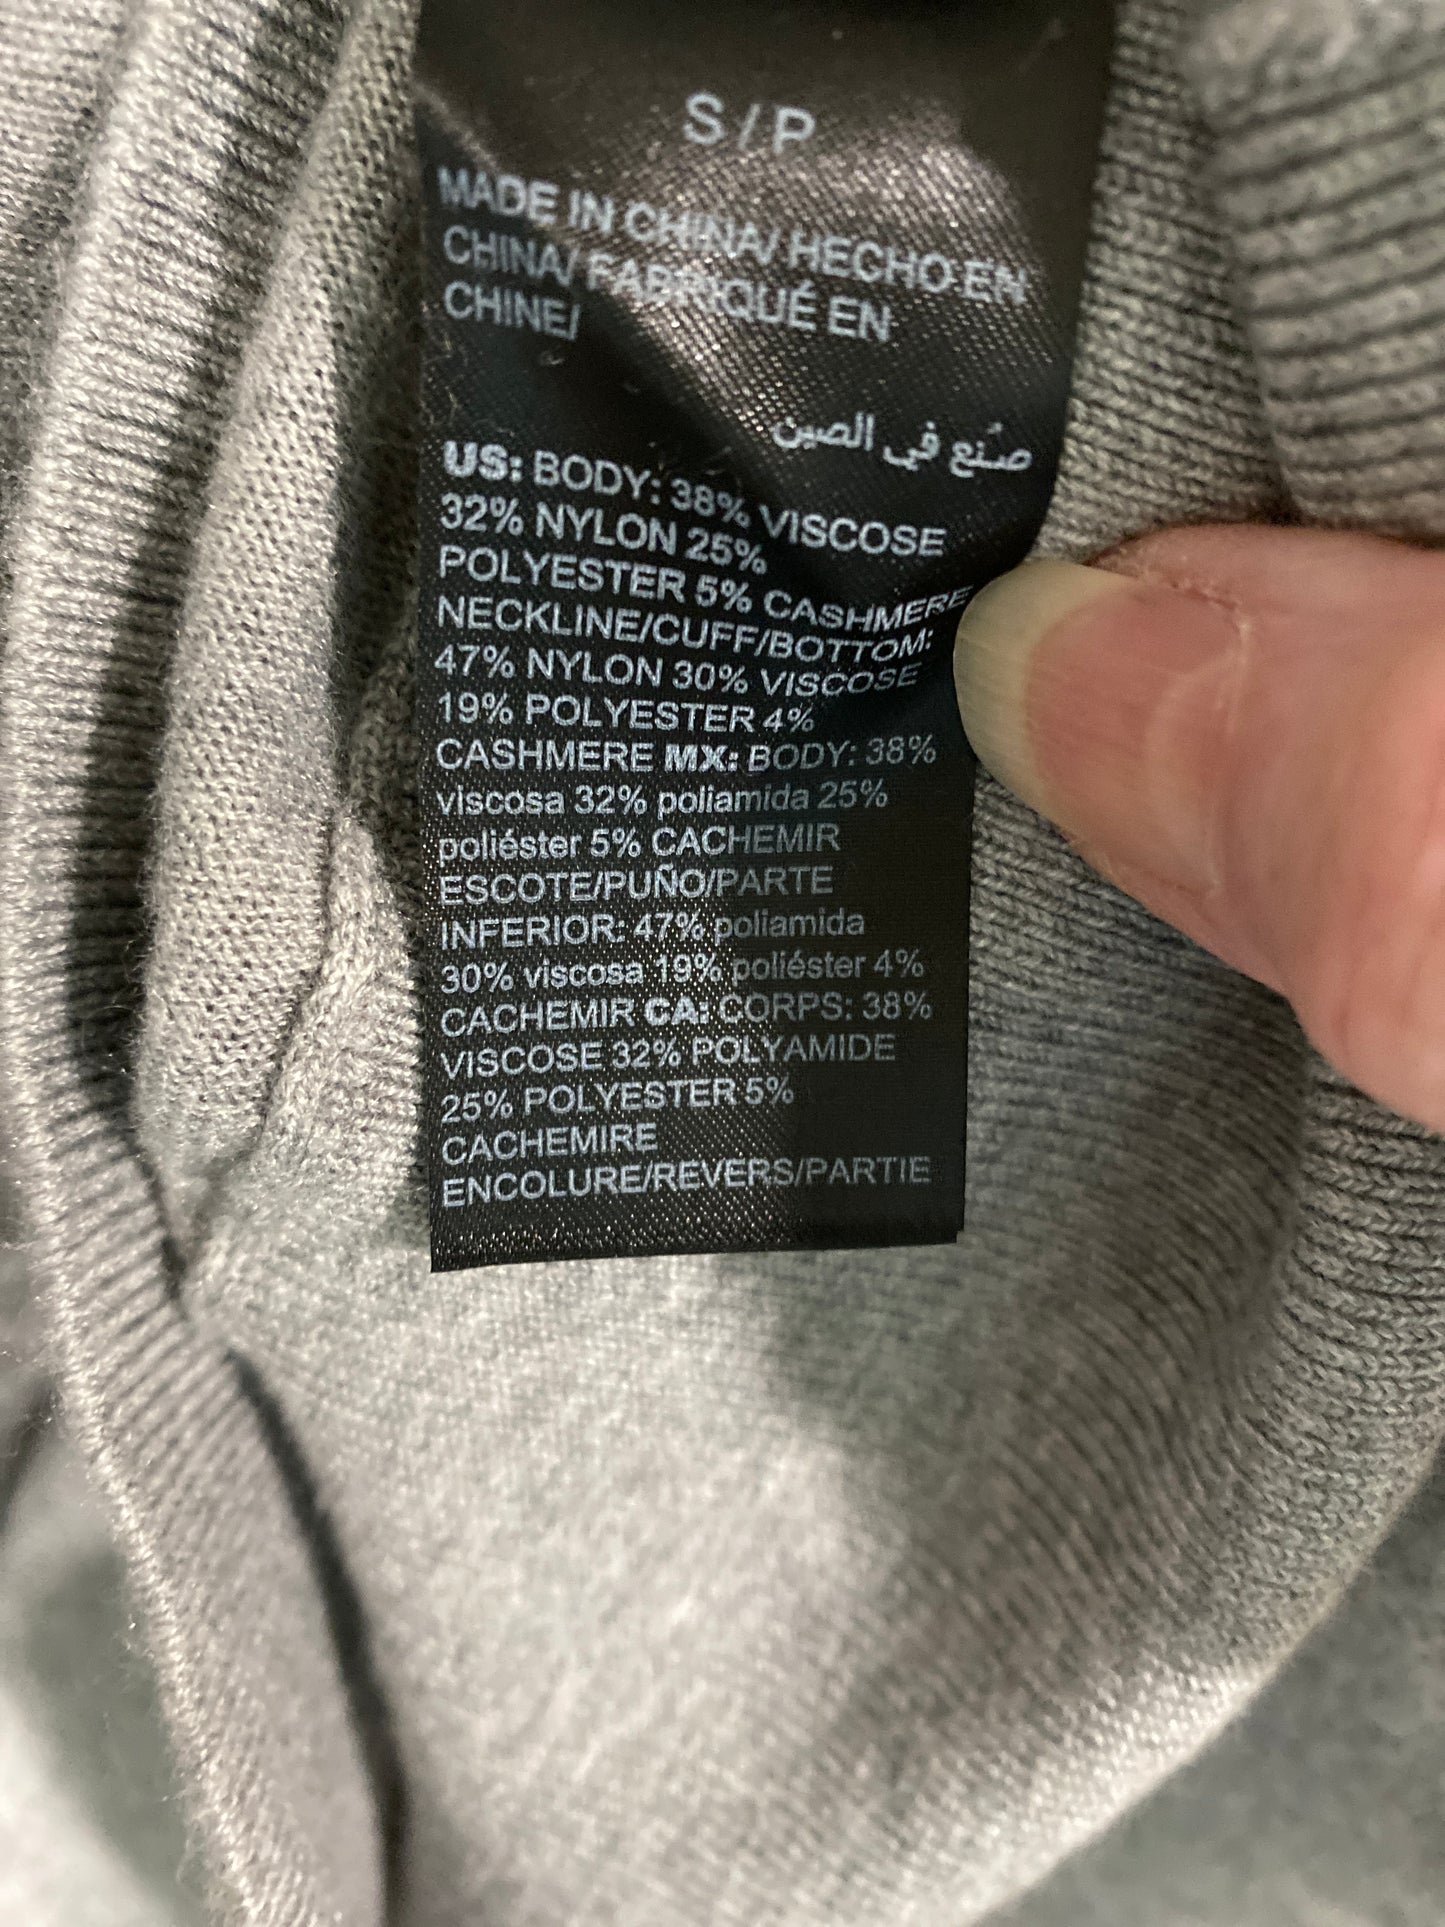 S / P
MADE IN CHINA/ HECHO EN
CHINA/ FABRIQUÉ EN
CHINE/
صنع في الصين
US: BODY: 38% VISCOSE
32% NYLON 25%
POLYESTER 5% CASHMERE
NECKLINE/CUFF/BOTTOM:
47% NYLON 30% VISCOSE
19% POLYESTER 4%
CASHMERE MX: BODY: 38%
viscosa 32% poliamida 25%
poliéster 5% CACHEMIR
ESCOTE/PUÑO/PARTE
INFERIOR: 47% poliamida
30% viscosa 19% poliéster 4%
CACHEMIR CA: CORPS: 38%
VISCOSE 32% POLYAMIDE
25% POLYESTER 5%
CACHEMIRE
ENCOLURE/REVERS/PARTIE